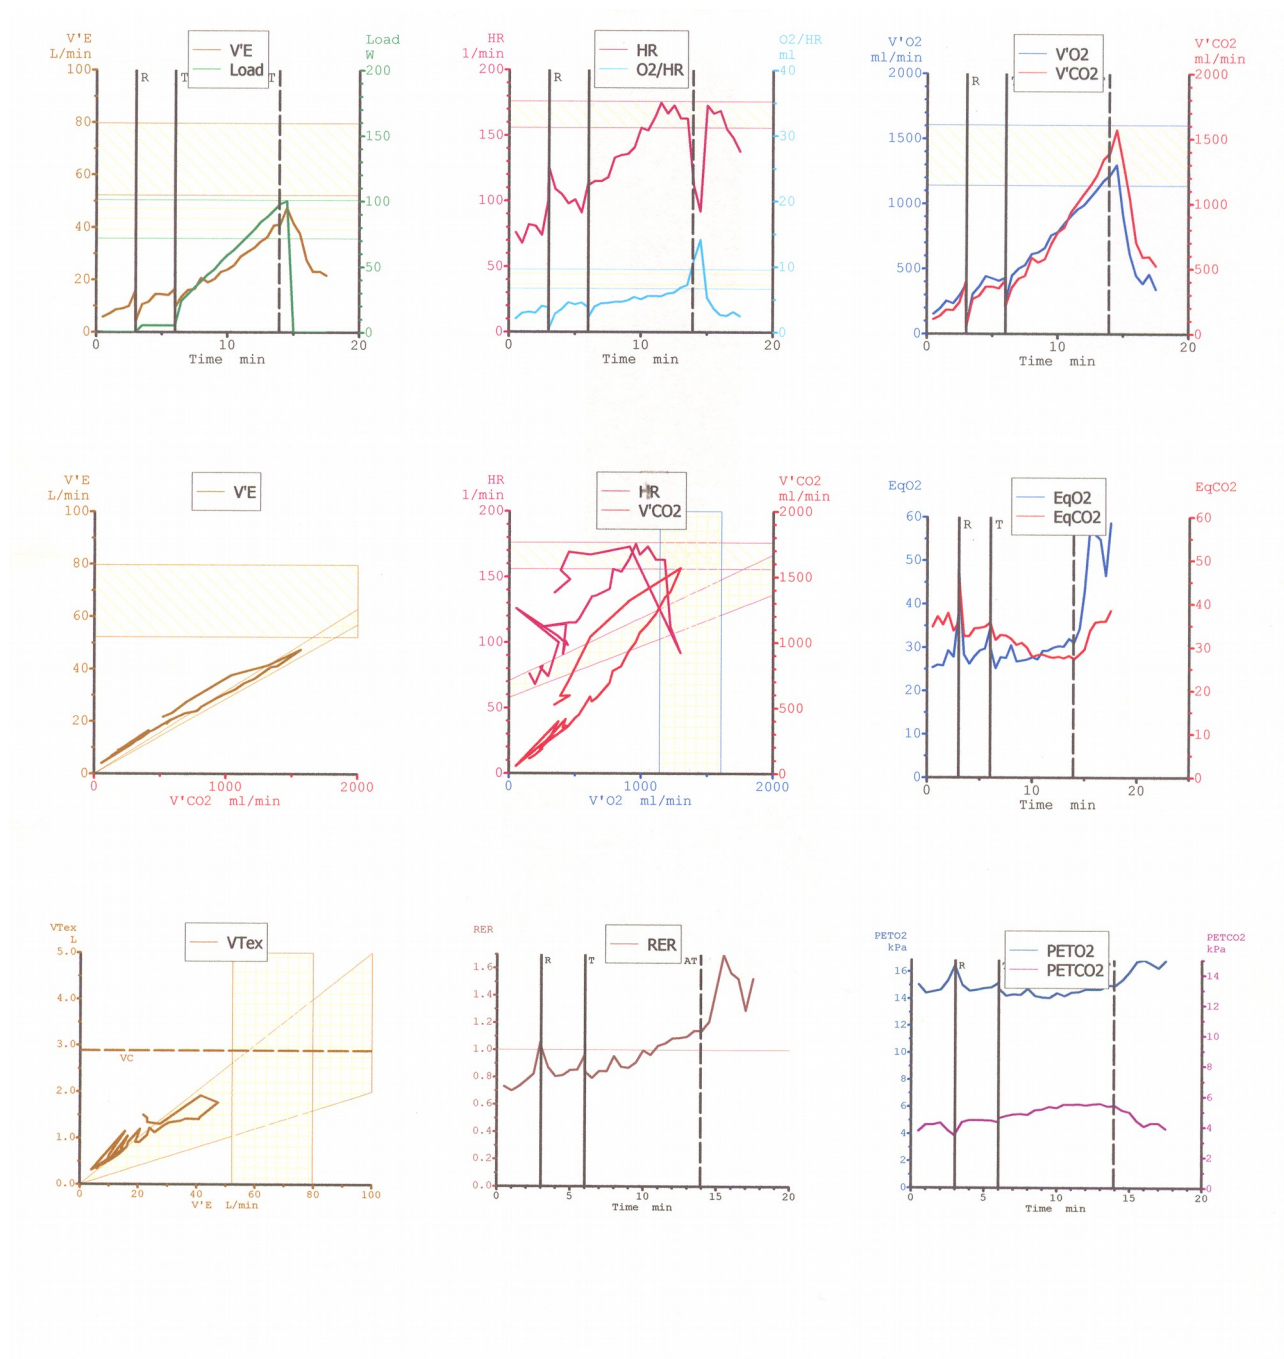 V'E
L/min
Load
W
V'E
Load
100
80
60
40
20
0
200
150
100
50
0
R
T
T
0
10
20
Time min
HR
1/min
O2/HR
ml
HR
O2/HR
200
150
100
50
0
40
30
20
10
0
R
0
10
20
Time min
V'O2
ml/min
V'CO2
ml/min
V'O2
V'CO2
2000
1500
1000
500
0
2000
1500
1000
500
0
R
0
10
20
Time min
V'E
L/min
V'E
100
80
60
40
20
0
0
1000
2000
V'CO2 ml/min
HR
1/min
V'CO2
ml/min
HR
V'CO2
200
150
100
50
0
2000
1500
1000
500
0
0
1000
2000
V'O2 ml/min
EqO2
EqCO2
EqO2
EqCO2
60
50
40
30
20
10
0
60
50
40
30
20
10
0
R
T
0
10
20
Time min
VTex
L
VTex
5.0
4.0
3.0
2.0
1.0
0.0
VC
0
20
40
60
80
100
V'E L/min
RER
RER
1.6
1.4
1.2
1.0
0.8
0.6
0.4
0.2
0.0
R
T
AT
0
5
10
15
20
Time min
PETO2
kPa
PETCO2
kPa
PETO2
PETCO2
16
14
12
10
8
6
4
2
0
14
12
10
8
6
4
2
0
R
0
5
10
15
20
Time min